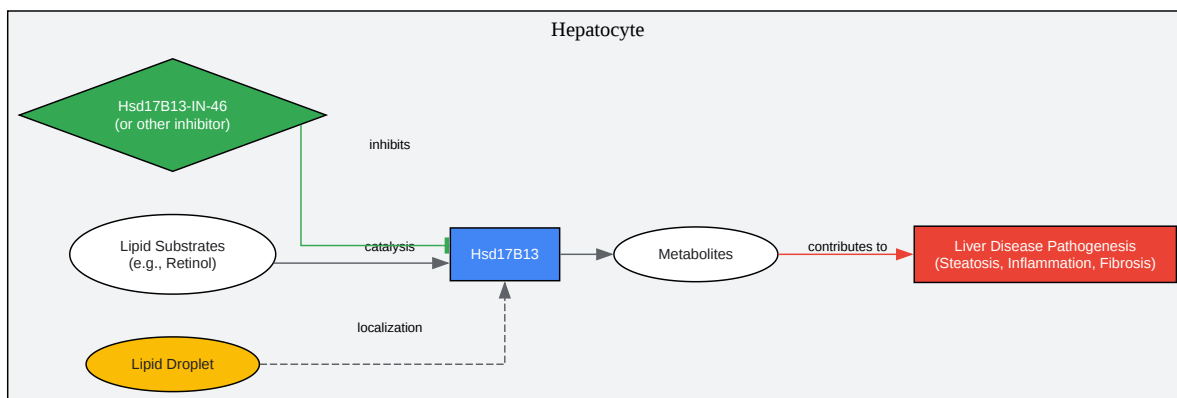 Hepatocyte
Hsd17B13-IN-46
(or other inhibitor)
inhibits
Lipid Substrates
(e.g., Retinol)
catalysis
Hsd17B13
Metabolites
contributes to
Liver Disease Pathogenesis
(Steatosis, Inflammation, Fibrosis)
localization
Lipid Droplet